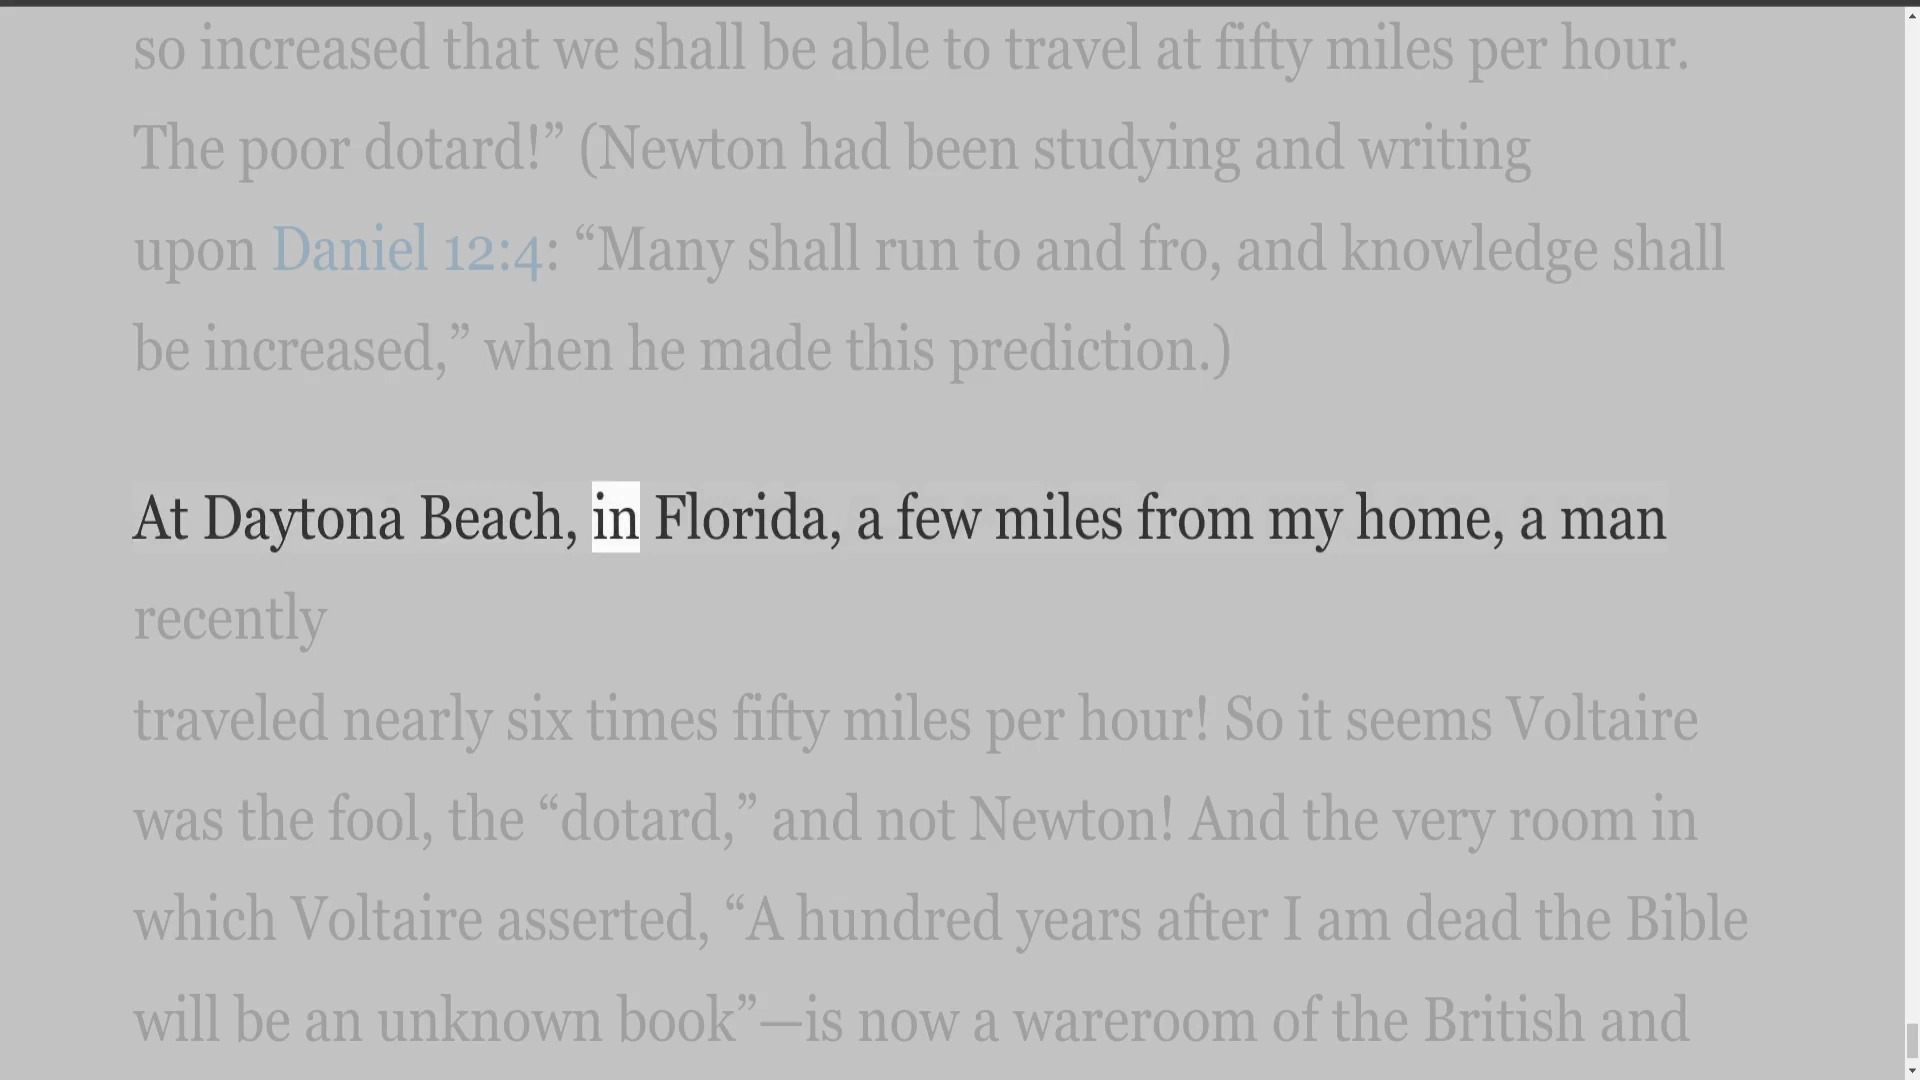 so increased that we shall be able to travel at fifty miles per hour.
The poor dotard!” (Newton had been studying and writing
upon Daniel 12:4: “Many shall run to and fro, and knowledge shall
be increased,” when he made this prediction.)
At Daytona Beach, in Florida, a few miles from my home, a man
recently
traveled nearly six times fifty miles per hour! So it seems Voltaire
was the fool, the “dotard,” and not Newton! And the very room in
which Voltaire asserted, “A hundred years after I am dead the Bible
will be an unknown book”—is now a wareroom of the British and